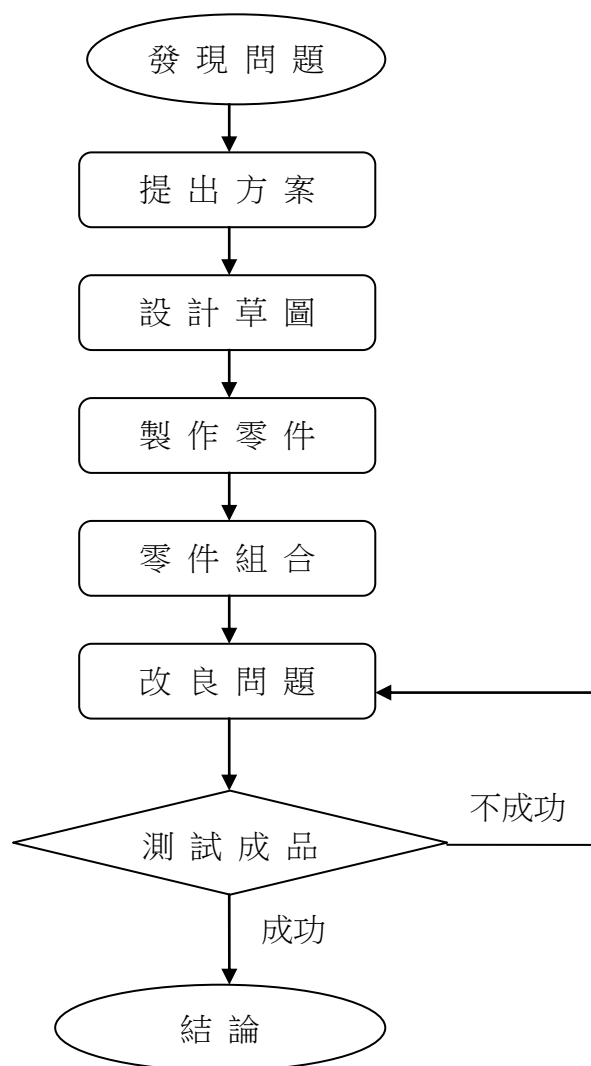 發現問題
提出方案
設計草圖
製作零件
零件組合
改良問題
不成功
測試成品
成功
結論